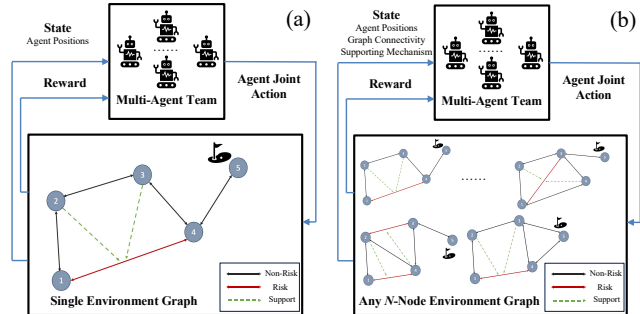 (a)
State
Agent Positions
Reward
......
Multi-Agent Team
Agent Joint
Action
1
2
3
4
5
Non-Risk
Risk
Support
Single Environment Graph
(b)
State
Agent Positions
Graph Connectivity
Supporting Mechanism
Reward
......
Multi-Agent Team
Agent Joint
Action
......
Non-Risk
Risk
Support
Any N-Node Environment Graph